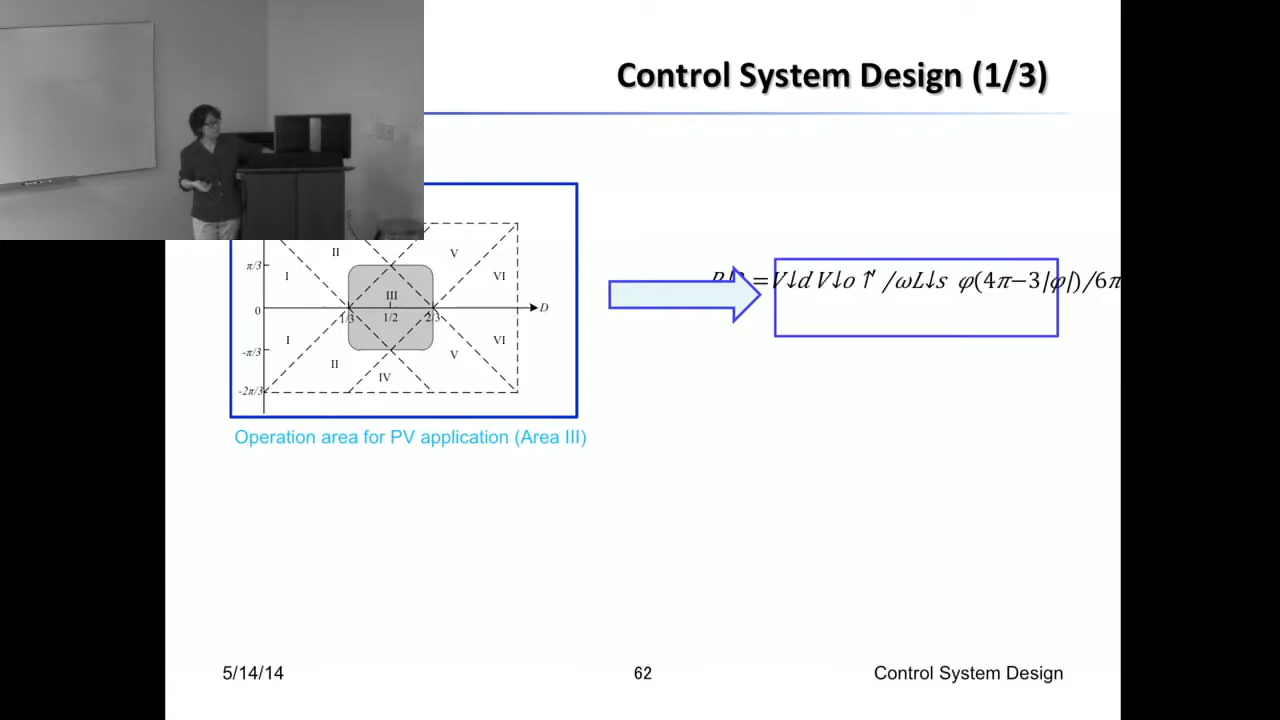 Control System Design (1/3)
II
V
π/3
I
VI
III
0
1/3
1/2
2/3
D
I
VI
-π/3
II
V
IV
-2π/3
=V↓d V↓o↑′ /ωL↓s φ(4π−3|φ|)/6π
Operation area for PV application (Area III)
5/14/14
62
Control System Design